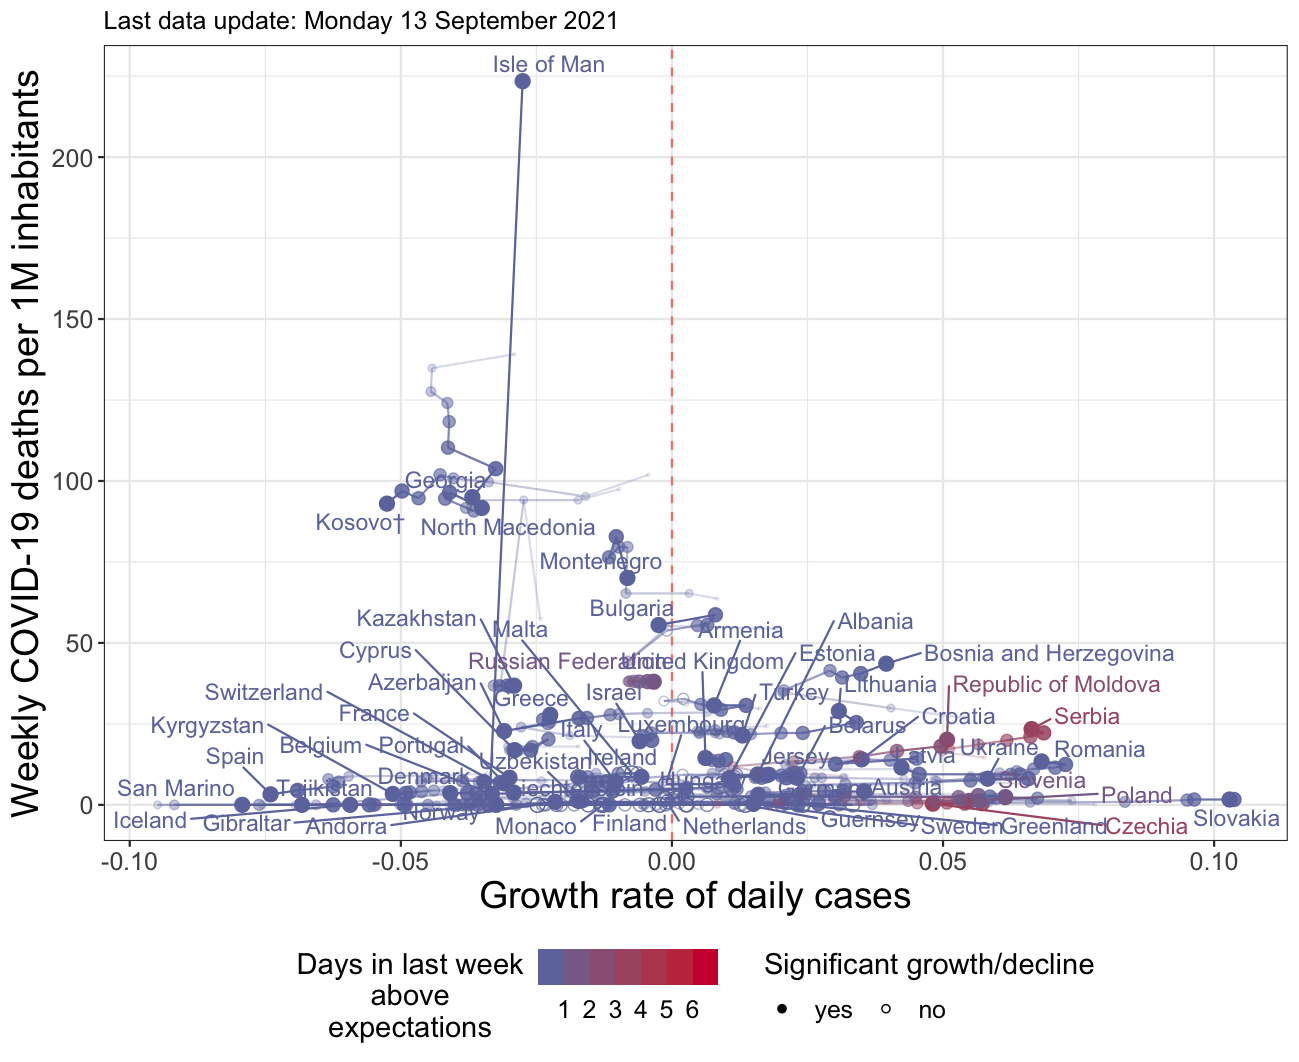 Last data update: Monday 13 September 2021
Weekly COVID-19 deaths per 1M inhabitants
200
150
100
50
0
Isle of Man
Georgia
Kosovo†
North Macedonia
Montenegro
Bulgaria
Kazakhstan
Malta
Armenia
Albania
Cyprus
Estonia
Bosnia and Herzegovina
Russian Federation
United Kingdom
Azerbaijan
Greece
Israel
Turkey
Lithuania
Republic of Moldova
Switzerland
France
Italy
Luxembourg
Belarus
Croatia
Serbia
Kyrgyzstan
Belgium
Portugal
Ukraine
Romania
Spain
Uzbekistan
Ireland
Jersey
Latvia
San Marino
Tajikistan
Denmark
Hungary
Germany
Austria
Slovenia
Poland
Iceland
Gibraltar
Andorra
Norway
Monaco
Finland
Netherlands
Guernsey
Sweden
Greenland
Czechia
Slovakia
-0.10
-0.05
0.00
0.05
0.10
Growth rate of daily cases
Days in last week
above
expectations
1 2 3 4 5 6
Significant growth/decline
yes
no